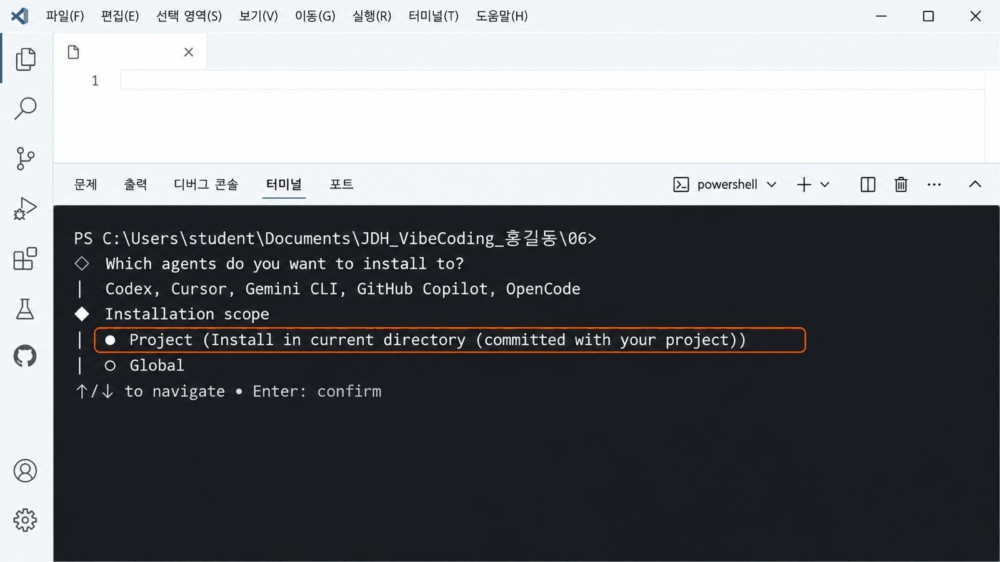 파일(F) 편집(E) 선택 영역(S) 보기(V) 이동(G) 실행(R) 터미널(T) 도움말(H)
1
문제 출력 디버그 콘솔 터미널 포트 powershell
PS C:\Users\student\Documents\JDH_VibeCoding_홍길동\06>
◇ Which agents do you want to install to?
| Codex, Cursor, Gemini CLI, GitHub Copilot, OpenCode
◆ Installation scope
| ● Project (Install in current directory (committed with your project))
| ○ Global
↑/↓ to navigate • Enter: confirm